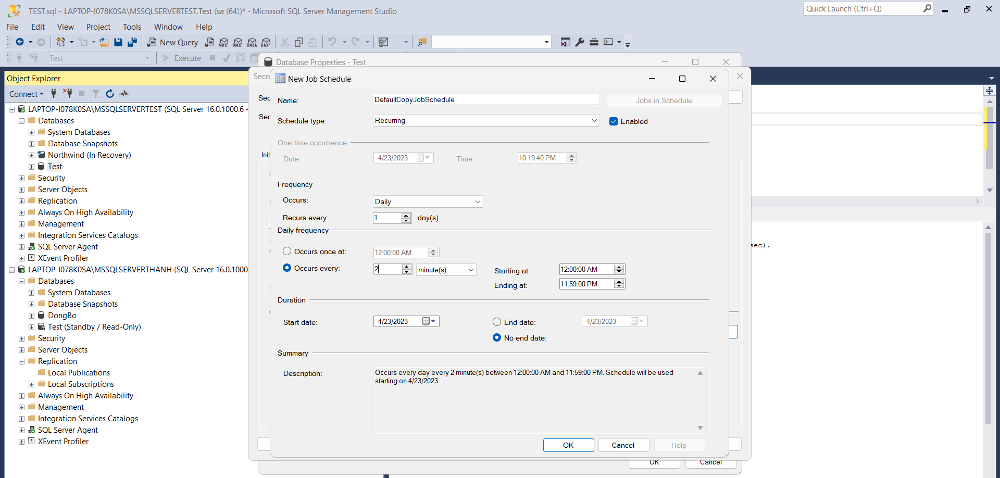 TEST.sql - LAPTOP-I078K0SA\MSSQLSERVERTEST.Test (sa (64))* - Microsoft SQL Server Management Studio
Quick Launch (Ctrl+Q)
File Edit View Project Tools Window Help
New Query
MDX DMX XMLA DAX
Test
Execute
Database Properties - Test
Object Explorer
Seco
New Job Schedule
Connect
Sec
Name:
DefaultCopyJobSchedule
Jobs in Schedule
LAPTOP-I078K0SA\MSSQLSERVERTEST (SQL Server 16.0.1000.6 -
Databases
Sec
Schedule type:
Recurring
Enabled
System Databases
Database Snapshots
One-time occurrence
Northwind (In Recovery)
Init
Date:
4/23/2023
Time:
10:19:40 PM
Test
Security
Server Objects
Frequency
Replication
Occurs:
Daily
Always On High Availability
Recurs every:
1
day(s)
Management
Daily frequency
Integration Services Catalogs
SQL Server Agent
sec).
Occurs once at:
12:00:00 AM
XEvent Profiler
Occurs every:
2
minute(s)
Starting at:
12:00:00 AM
LAPTOP-I078K0SA\MSSQLSERVERTHANH (SQL Server 16.0.1000
Databases
Ending at:
11:59:00 PM
System Databases
Duration
Database Snapshots
DongBo
Start date:
4/23/2023
End date:
4/23/2023
Test (Standby / Read-Only)
Security
No end date:
Server Objects
Summary
Replication
Local Publications
Description:
Occurs every day every 2 minute(s) between 12:00:00 AM and 11:59:00 PM. Schedule will be used
starting on 4/23/2023.
Local Subscriptions
Always On High Availability
Management
Integration Services Catalogs
SQL Server Agent
XEvent Profiler
OK
Cancel
Help
OK
Cancel